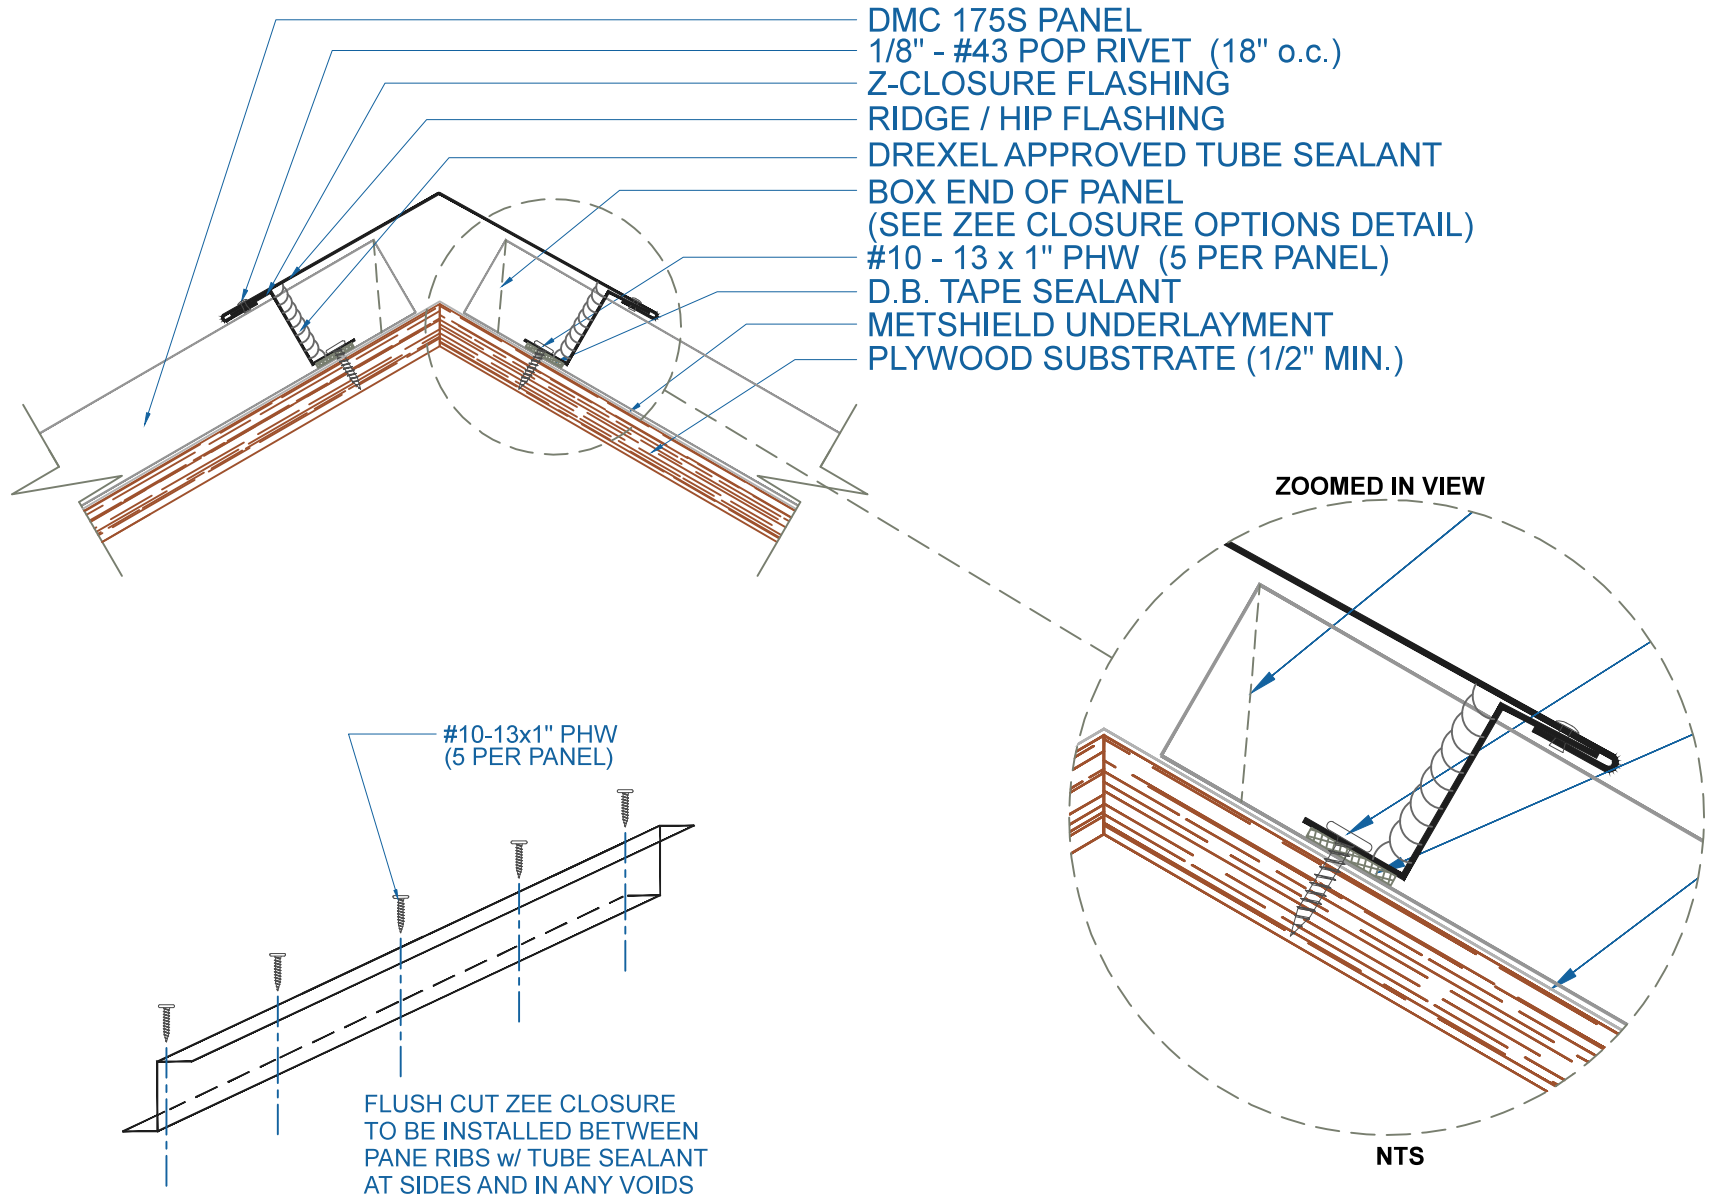 DMC 175S PANEL
1/8" - #43 POP RIVET (18" o.c.)
Z-CLOSURE FLASHING
RIDGE / HIP FLASHING
DREXEL APPROVED TUBE SEALANT
BOX END OF PANEL
(SEE ZEE CLOSURE OPTIONS DETAIL)
#10 - 13 x 1" PHW (5 PER PANEL)
D.B. TAPE SEALANT
METSHIELD UNDERLAYMENT
PLYWOOD SUBSTRATE (1/2" MIN.)
ZOOMED IN VIEW
NTS
#10-13x1" PHW
(5 PER PANEL)
FLUSH CUT ZEE CLOSURE
TO BE INSTALLED BETWEEN
PANE RIBS w/ TUBE SEALANT
AT SIDES AND IN ANY VOIDS